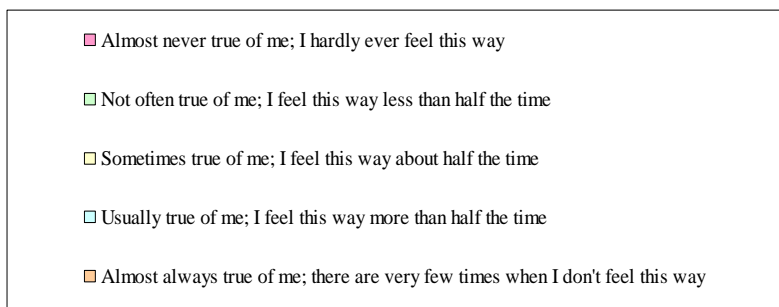 Almost never true of me; I hardly ever feel this way
Not often true of me; I feel this way less than half the time
Sometimes true of me; I feel this way about half the time
Usually true of me; I feel this way more than half the time
Almost always true of me; there are very few times when I don't feel this way